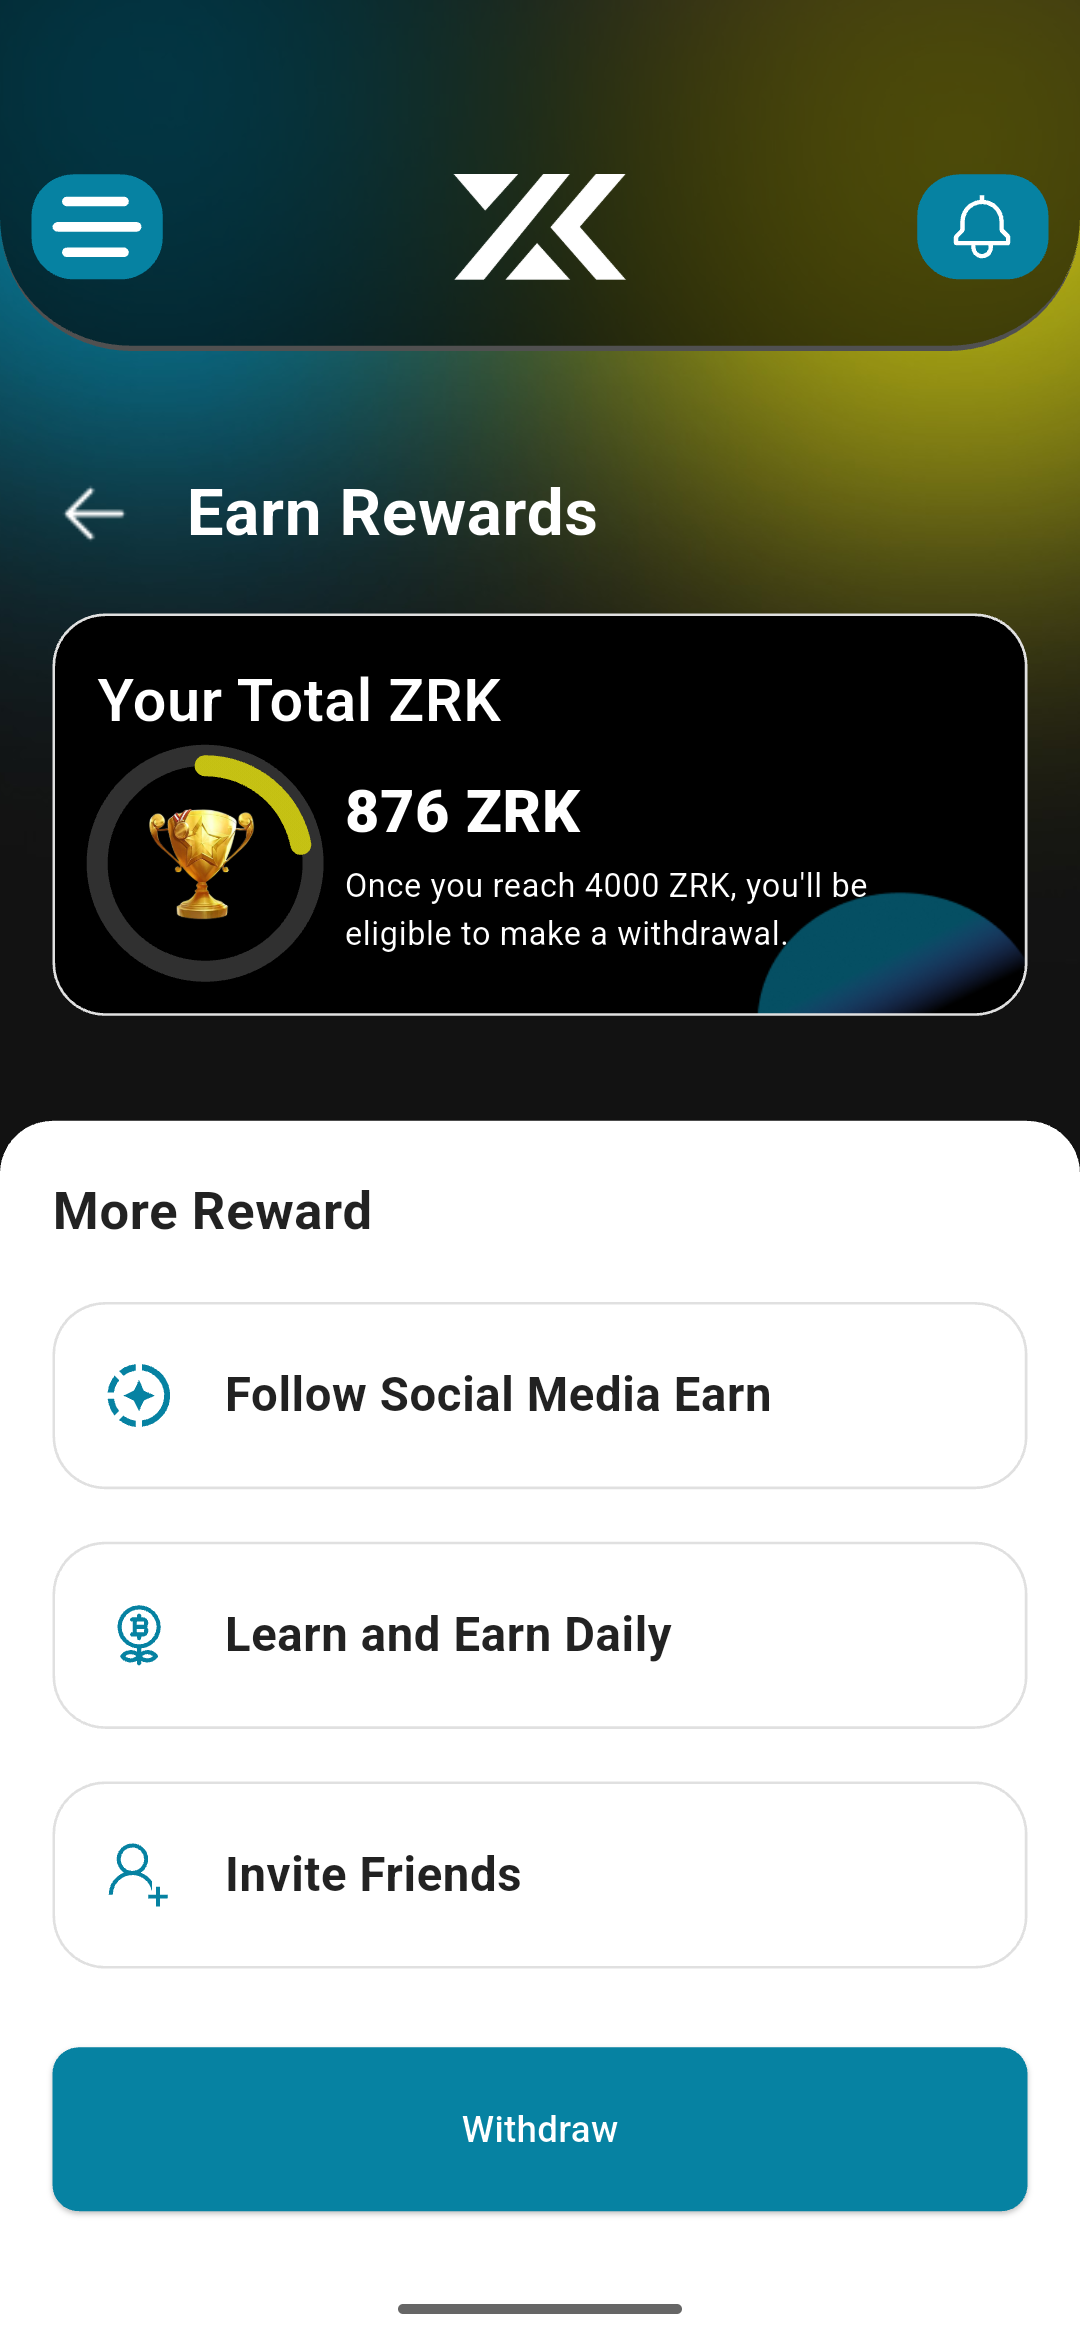 Earn Rewards
Your Total ZRK
876 ZRK
Once you reach 4000 ZRK, you'll be
eligible to make a withdrawal.
More Reward
Follow Social Media Earn
Learn and Earn Daily
Invite Friends
Withdraw